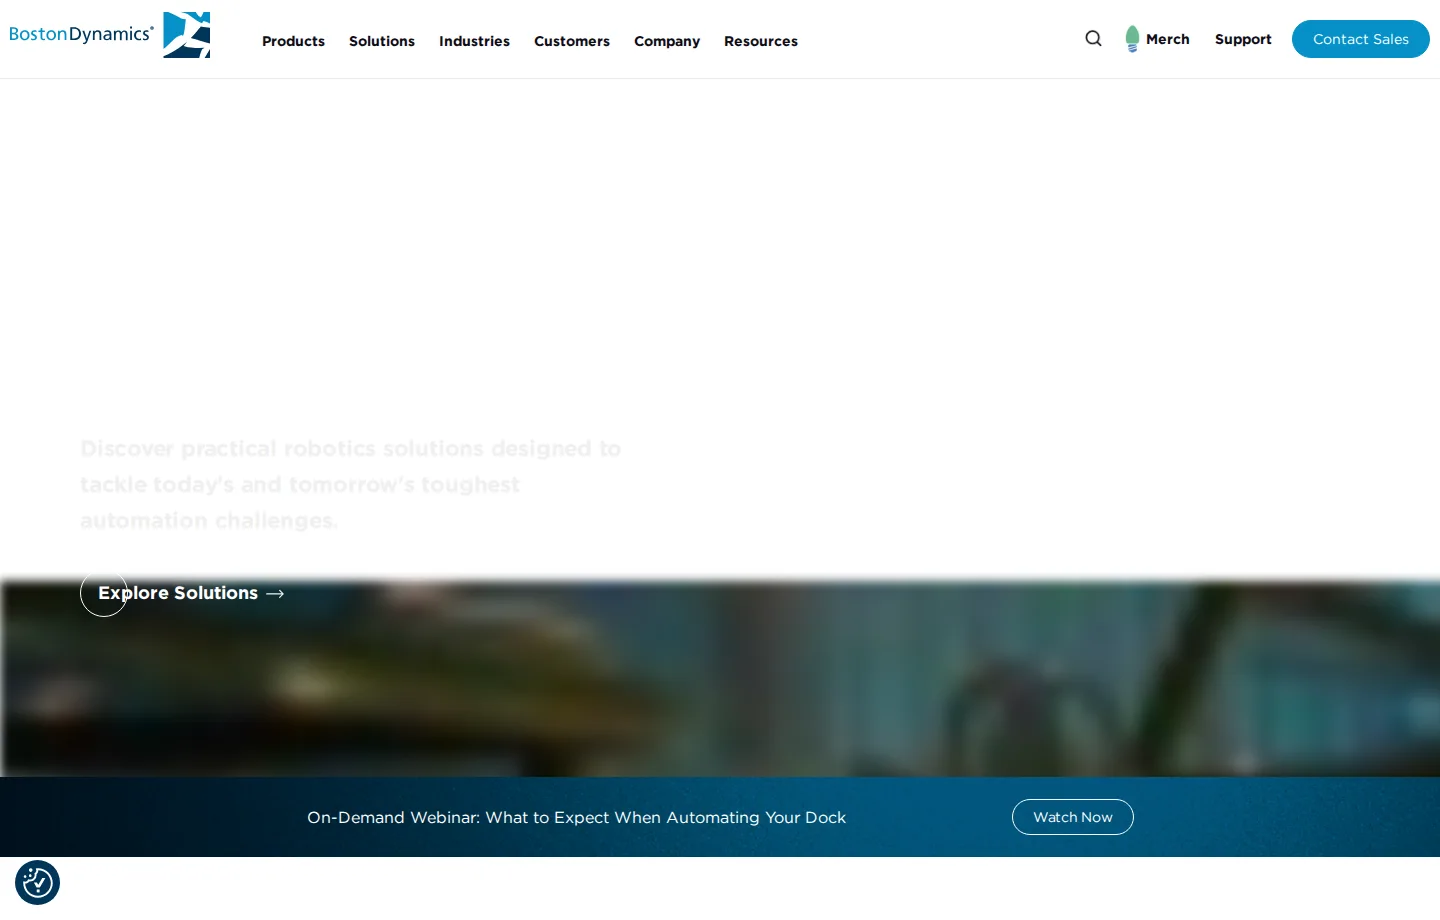 BostonDynamics®
Products Solutions Industries Customers Company Resources Merch Support Contact Sales
Discover practical robotics solutions designed to
tackle today's and tomorrow's toughest
automation challenges.
Explore Solutions →
On-Demand Webinar: What to Expect When Automating Your Dock Watch Now